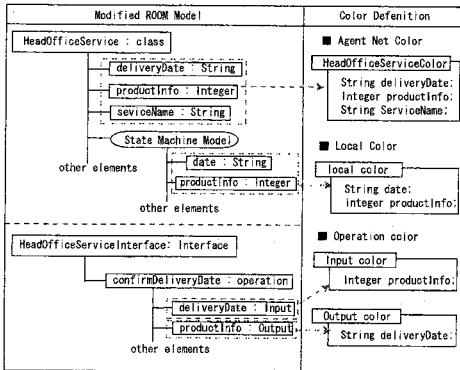 Modified ROOM Model
HeadOfficeService : class
deliveryDate : String
productInfo : Integer
seviceName : String
State Machine Model
other elements
date : String
productInfo : Integer
other elements
HeadOfficeServiceInterface: Interface
confirmDeliveryDate : operation
deliveryDate : Input
productInfo : Output
other elements
Color Defenition
■ Agent Net Color
HeadOfficeServiceColor
String deliveryDate;
Integer productinfo;
String ServiceName;
■ Local Color
local color
String date;
integer productinfo;
■ Operation color
Input color
Integer productinfo;
Output color
String deliveryDate;